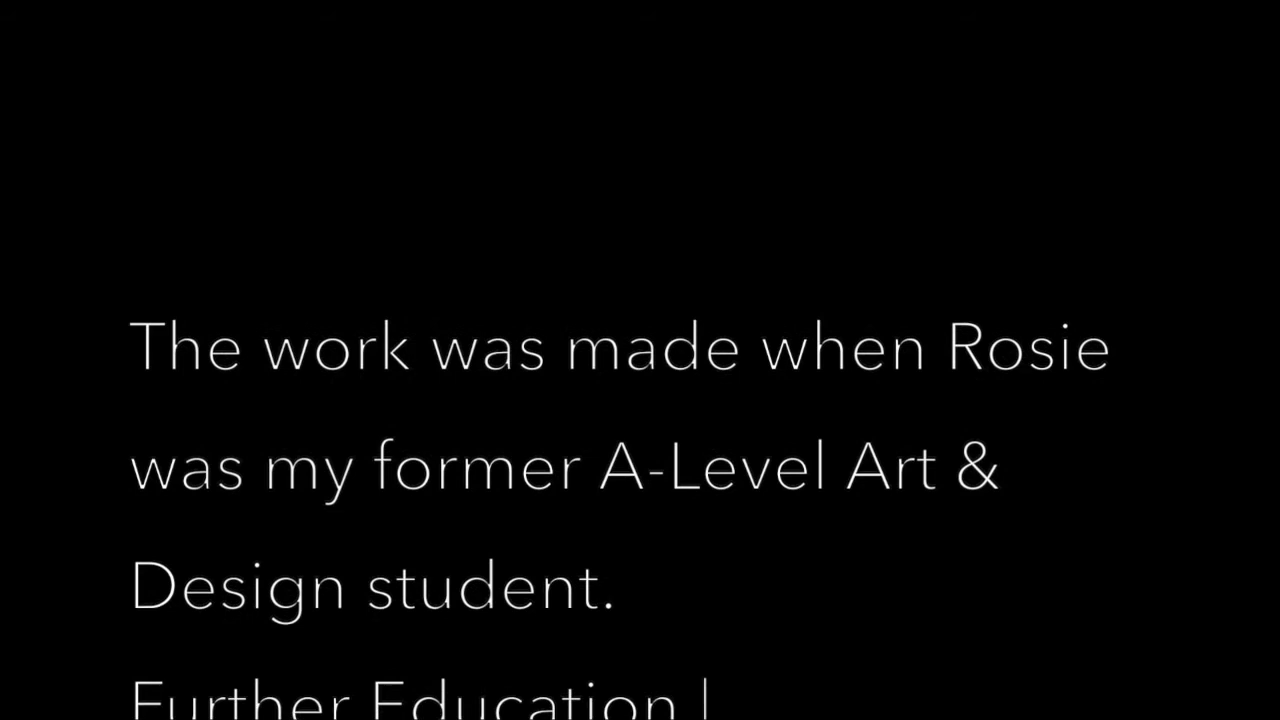 The work was made when Rosie
was my former A-Level Art &
Design student.
Further Education |